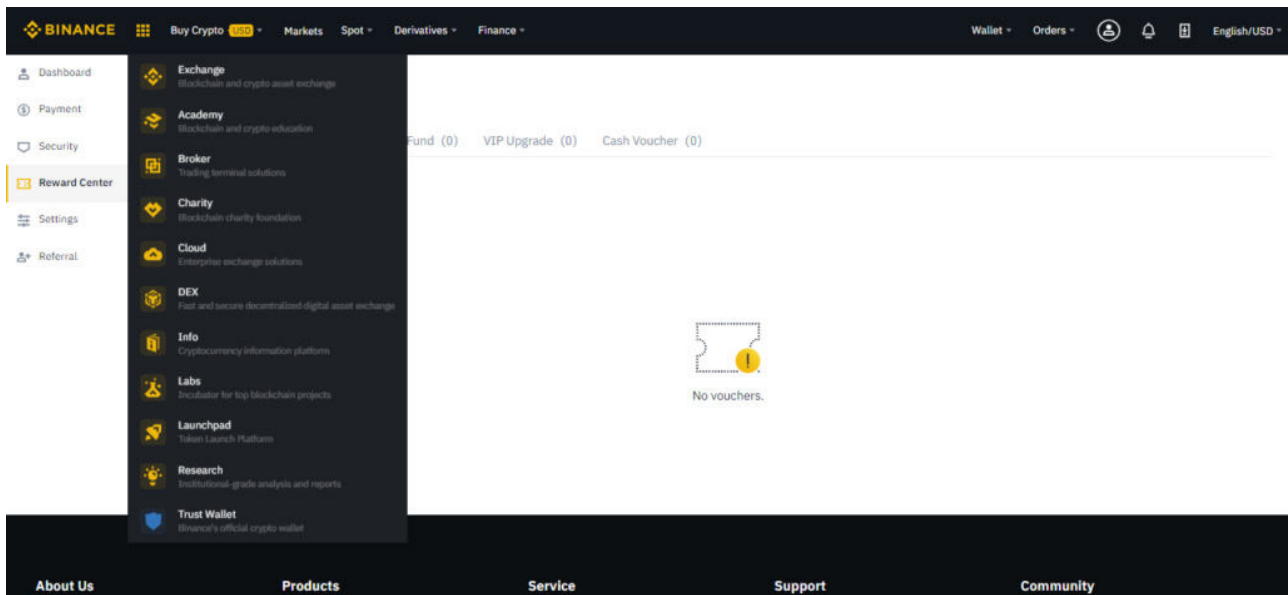 BINANCE
Buy Crypto USD
Markets
Spot
Derivatives
Finance
Wallet
Orders
English/USD
Dashboard
Payment
Security
Reward Center
Settings
Referral
Exchange
Blockchain and crypto asset exchange
Academy
Blockchain and crypto education
Broker
Trading terminal solutions
Charity
Blockchain charity foundation
Cloud
Enterprise exchange solutions
DEX
Fast and secure decentralized digital asset exchange
Info
Cryptocurrency information platform
Labs
Incubator for top blockchain projects
Launchpad
Token Launch Platform
Research
Institutional-grade analysis and reports
Trust Wallet
Binance's official crypto wallet
Fund (0)
VIP Upgrade (0)
Cash Voucher (0)
No vouchers.
About Us
Products
Service
Support
Community